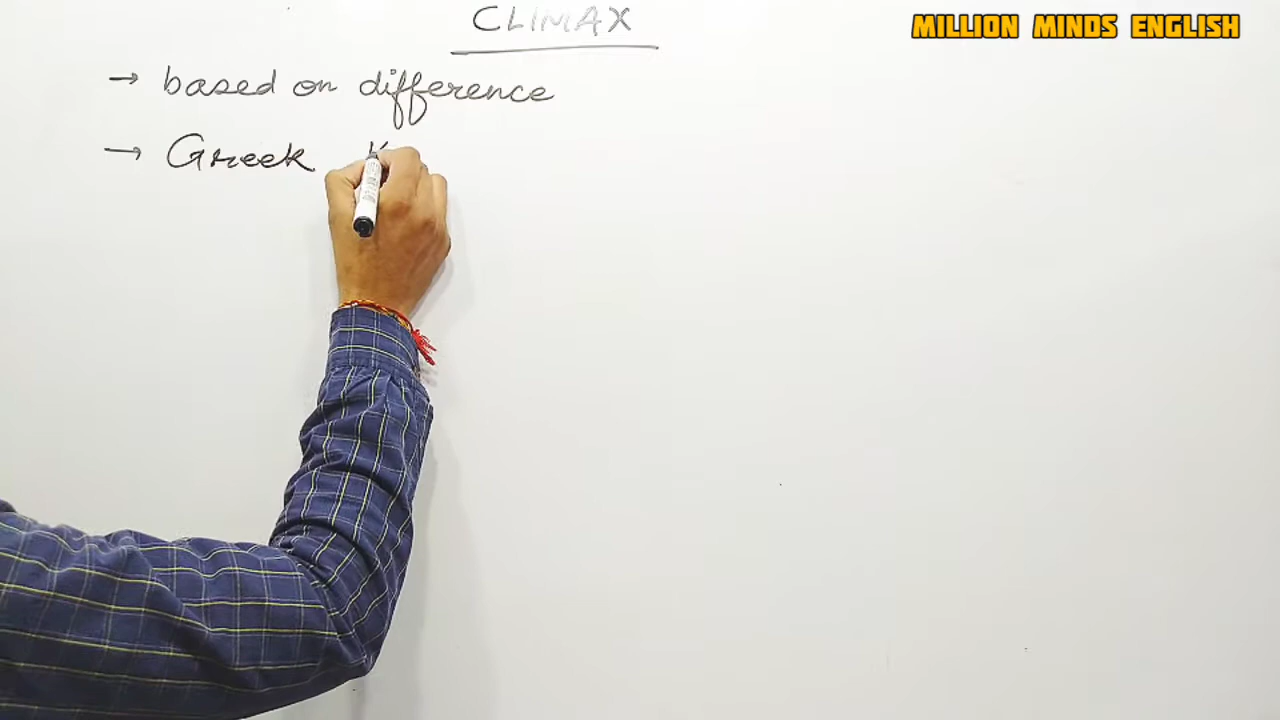 CLIMAX
MILLION MINDS ENGLISH
→ based on difference
→ Greek